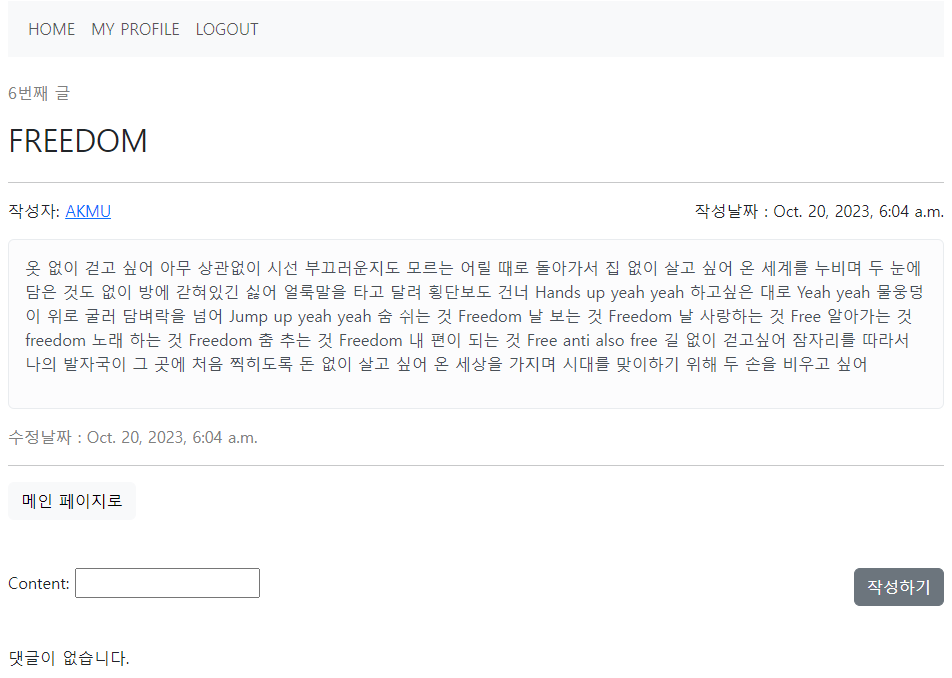 HOME MY PROFILE LOGOUT
6번째 글
FREEDOM
작성자: AKMU 작성날짜 : Oct. 20, 2023, 6:04 a.m.
옷 없이 걷고 싶어 아무 상관없이 시선 부끄러운지도 모르는 어릴 때로 돌아가서 집 없이 살고 싶어 온 세계를 누비며 두 눈에
담은 것도 없이 방에 갇혀있긴 싫어 얼룩말을 타고 달려 횡단보도 건너 Hands up yeah yeah 하고싶은 대로 Yeah yeah 물웅덩
이 위로 굴러 담벼락을 넘어 Jump up yeah yeah 숨 쉬는 것 Freedom 날 보는 것 Freedom 날 사랑하는 것 Free 알아가는 것
freedom 노래 하는 것 Freedom 춤 추는 것 Freedom 내 편이 되는 것 Free anti also free 길 없이 걷고싶어 잠자리를 따라서
나의 발자국이 그 곳에 처음 찍히도록 돈 없이 살고 싶어 온 세상을 가지며 시대를 맞이하기 위해 두 손을 비우고 싶어
수정날짜 : Oct. 20, 2023, 6:04 a.m.
메인 페이지로
Content: 작성하기
댓글이 없습니다.